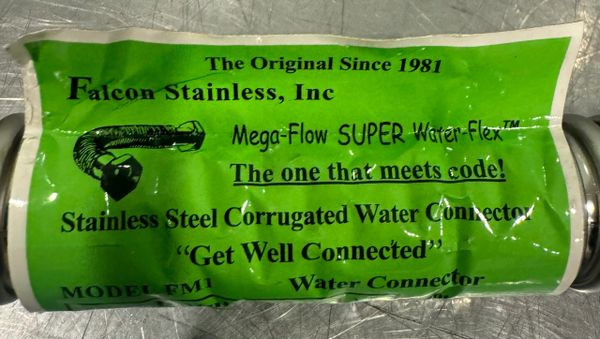 The Original Since 1981
Falcon Stainless, Inc
Mega-Flow SUPER Water-Flex™
The one that meets code!
Stainless Steel Corrugated Water Connector
"Get Well Connected"
MODEL FM1 Water Connector